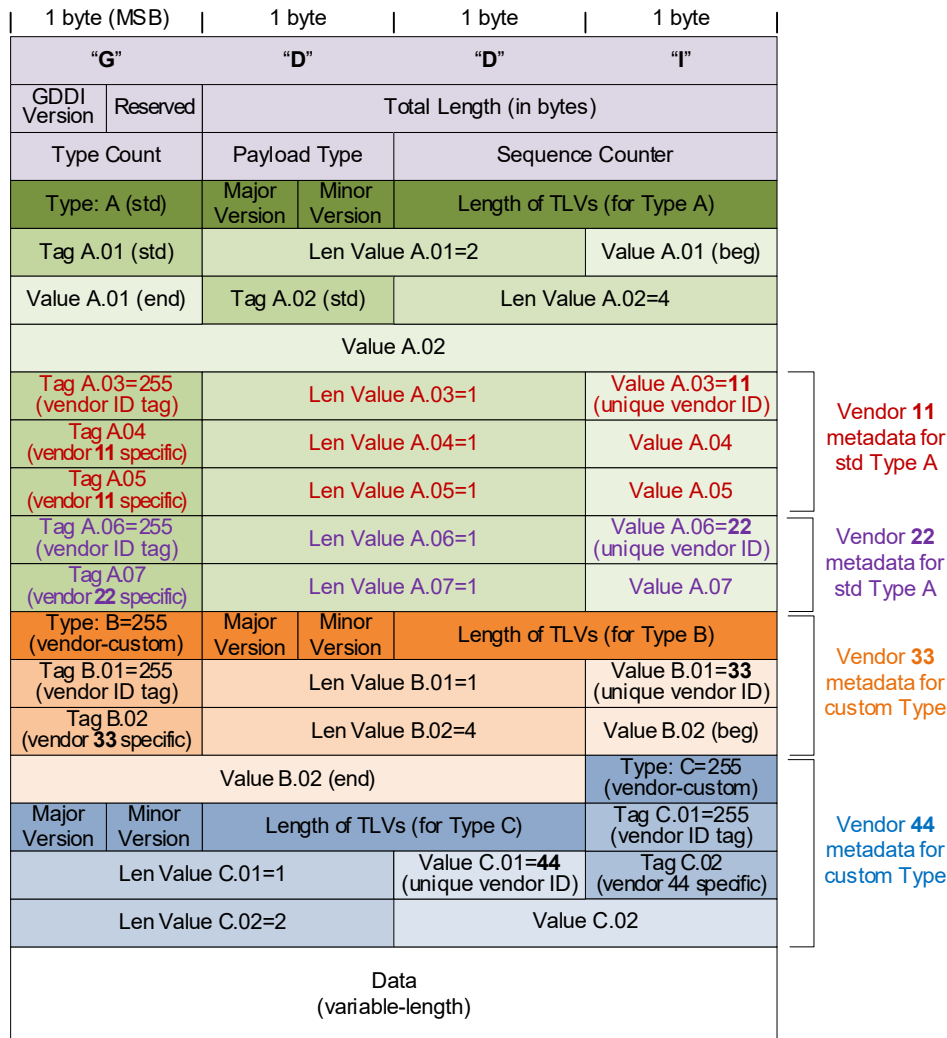 1 byte (MSB) 1 byte 1 byte 1 byte
“G” “D” “D” “I”
GDDI
Version
Reserved
Total Length (in bytes)
Type Count
Payload Type
Sequence Counter
Type: A (std)
Major
Version
Minor
Version
Length of TLVs (for Type A)
Tag A.01 (std)
Len Value A.01=2
Value A.01 (beg)
Value A.01 (end)
Tag A.02 (std)
Len Value A.02=4
Value A.02
Tag A.03=255
(vendor ID tag)
Len Value A.03=1
Value A.03=11
(unique vendor ID)
Tag A.04
(vendor 11 specific)
Len Value A.04=1
Value A.04
Tag A.05
(vendor 11 specific)
Len Value A.05=1
Value A.05
Vendor 11
metadata for
std Type A
Tag A.06=255
(vendor ID tag)
Len Value A.06=1
Value A.06=22
(unique vendor ID)
Tag A.07
(vendor 22 specific)
Len Value A.07=1
Value A.07
Vendor 22
metadata for
std Type A
Type: B=255
(vendor-custom)
Major
Version
Minor
Version
Length of TLVs (for Type B)
Tag B.01=255
(vendor ID tag)
Len Value B.01=1
Value B.01=33
(unique vendor ID)
Tag B.02
(vendor 33 specific)
Len Value B.02=4
Value B.02 (beg)
Vendor 33
metadata for
custom Type
Value B.02 (end)
Type: C=255
(vendor-custom)
Major
Version
Minor
Version
Length of TLVs (for Type C)
Tag C.01=255
(vendor ID tag)
Len Value C.01=1
Value C.01=44
(unique vendor ID)
Tag C.02
(vendor 44 specific)
Len Value C.02=2
Value C.02
Vendor 44
metadata for
custom Type
Data
(variable-length)